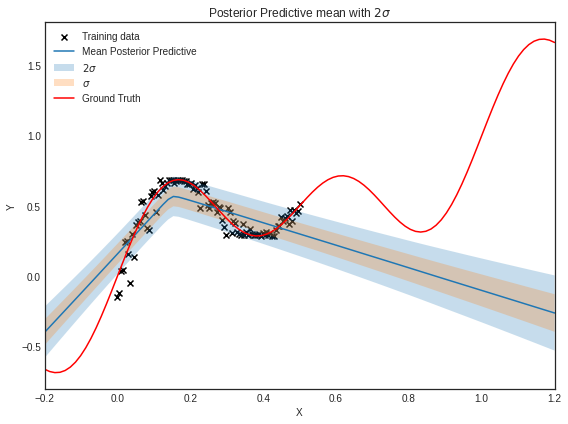 Posterior Predictive mean with 2σ
Training data
Mean Posterior Predictive
2σ
σ
Ground Truth
Y
1.5
1.0
0.5
0.0
−0.5
−0.2 0.0 0.2 0.4 0.6 0.8 1.0 1.2
X